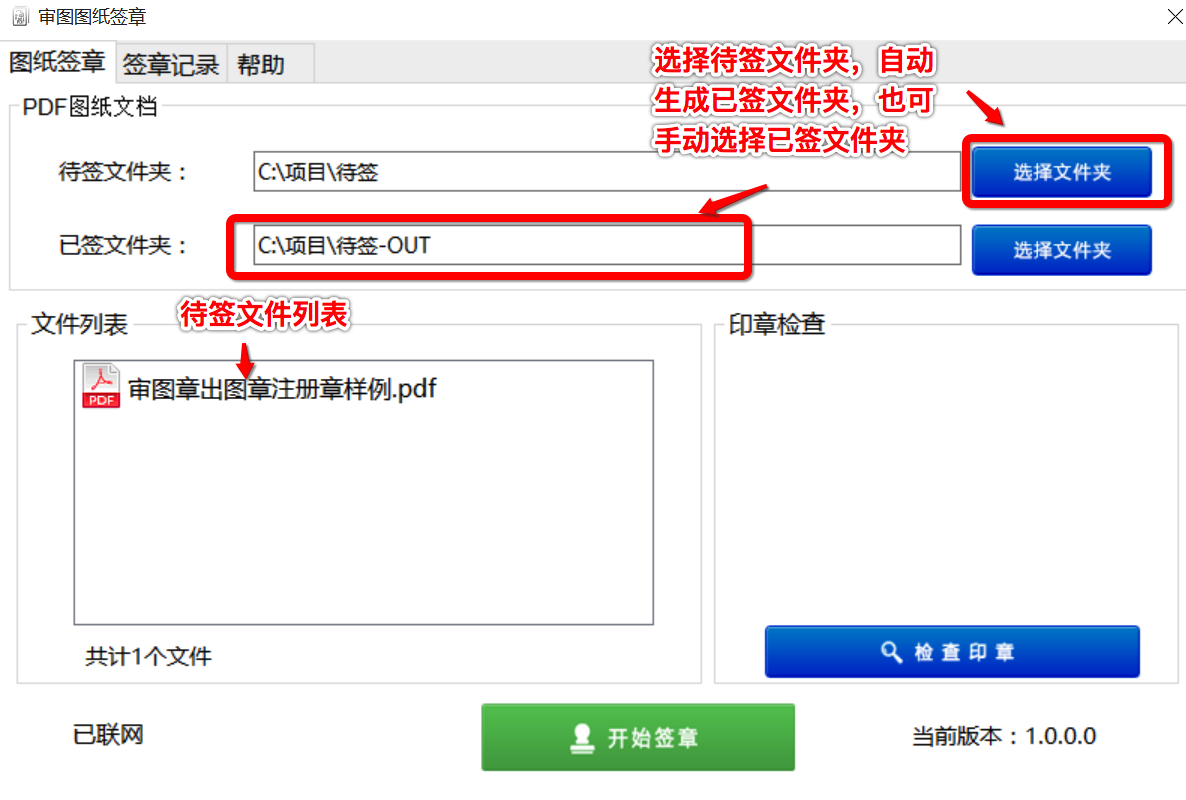 审图图纸签章
图纸签章 签章记录 帮助
选择待签文件夹，自动
生成已签文件夹，也可
手动选择已签文件夹
PDF图纸文档
待签文件夹： C:\项目\待签 选择文件夹
已签文件夹： C:\项目\待签-OUT 选择文件夹
待签文件列表
文件列表
印章检查
PDF 审图章出图章注册章样例.pdf
共计1个文件
检查印章
已联网
开始签章
当前版本：1.0.0.0